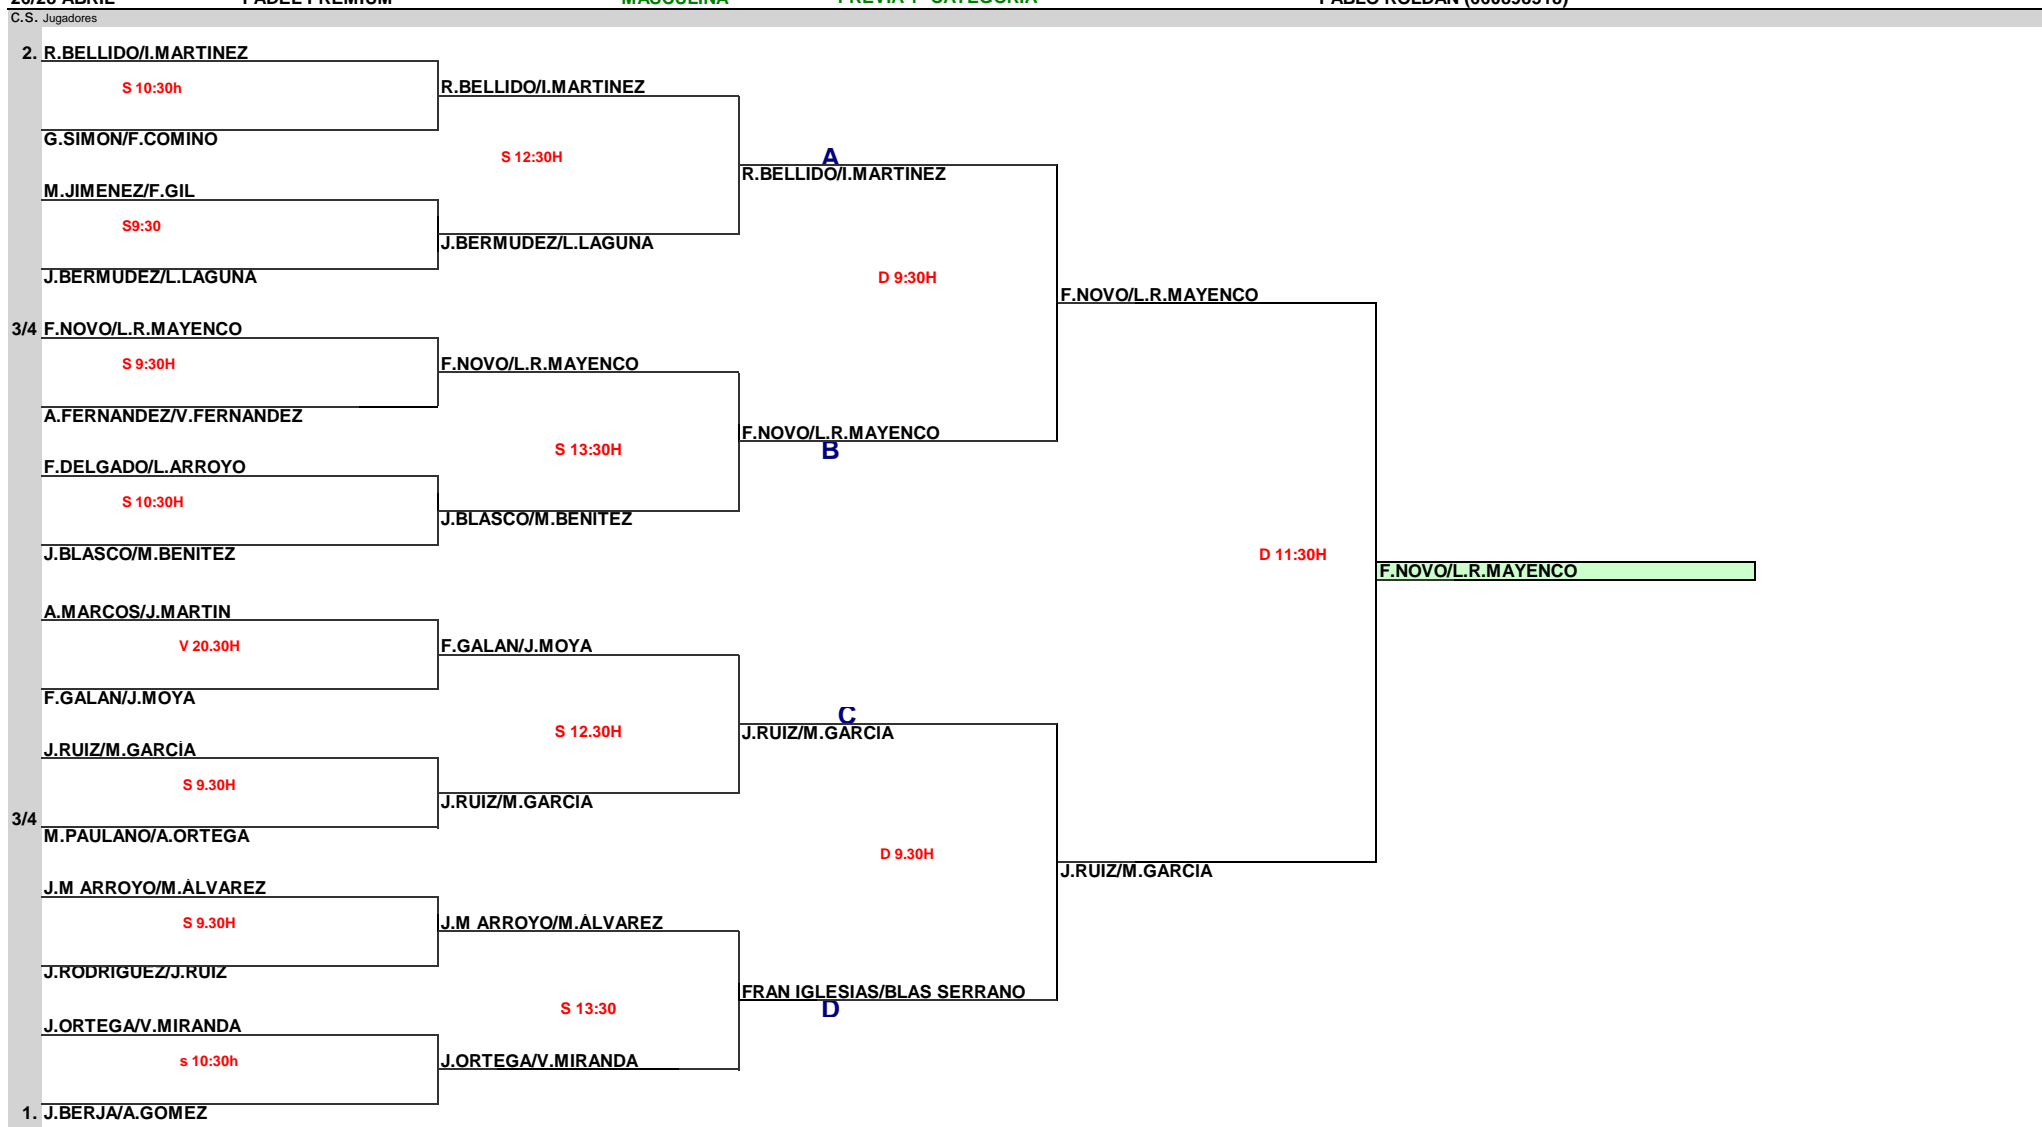 C.S. Jugadores
2. R.BELLIDO/I.MARTINEZ
S 10:30h
R.BELLIDO/I.MARTINEZ
G.SIMON/F.COMINO
S 12:30H
A
R.BELLIDO/I.MARTINEZ
M.JIMENEZ/F.GIL
S9:30
J.BERMUDEZ/L.LAGUNA
J.BERMUDEZ/L.LAGUNA
D 9:30H
F.NOVO/L.R.MAYENCO
3/4 F.NOVO/L.R.MAYENCO
S 9:30H
F.NOVO/L.R.MAYENCO
A.FERNANDEZ/V.FERNANDEZ
F.NOVO/L.R.MAYENCO
S 13:30H
B
F.DELGADO/L.ARROYO
S 10:30H
J.BLASCO/M.BENITEZ
J.BLASCO/M.BENITEZ
D 11:30H
F.NOVO/L.R.MAYENCO
A.MARCOS/J.MARTIN
V 20.30H
F.GALAN/J.MOYA
F.GALAN/J.MOYA
C
S 12.30H
J.RUIZ/M.GARCÍA
J.RUIZ/M.GARCÍA
S 9.30H
J.RUIZ/M.GARCÍA
3/4
M.PAULANO/A.ORTEGA
D 9.30H
J.RUIZ/M.GARCÍA
J.M ARROYO/M.ÁLVAREZ
S 9.30H
J.M ARROYO/M.ÁLVAREZ
J.RODRIGUEZ/J.RUIZ
FRAN IGLESIAS/BLAS SERRANO
S 13:30
D
J.ORTEGA/V.MIRANDA
s 10:30h
J.ORTEGA/V.MIRANDA
1. J.BERJA/A.GOMEZ